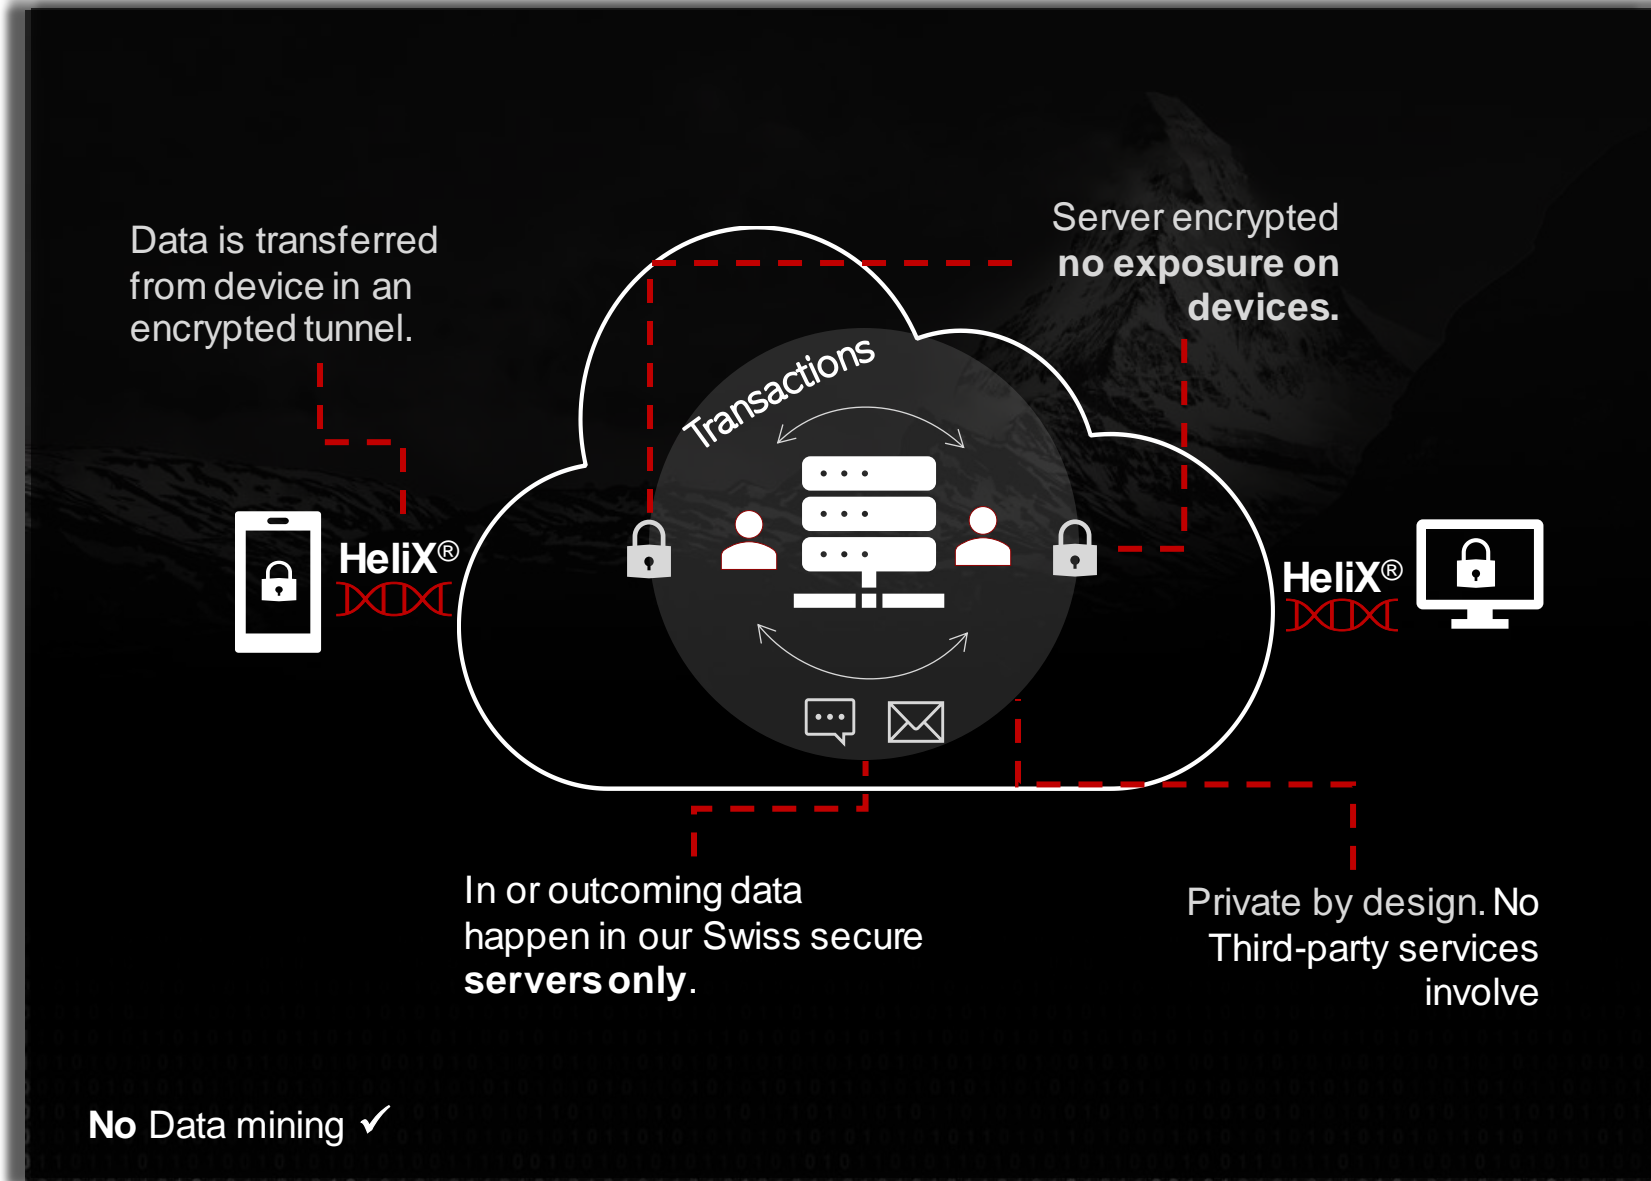 Data is transferred
from device in an
encrypted tunnel.
Server encrypted
no exposure on
devices.
Transactions
HeliX®
HeliX®
In or outcoming data
happen in our Swiss secure
servers only.
Private by design. No
Third-party services
involve
No Data mining ✓